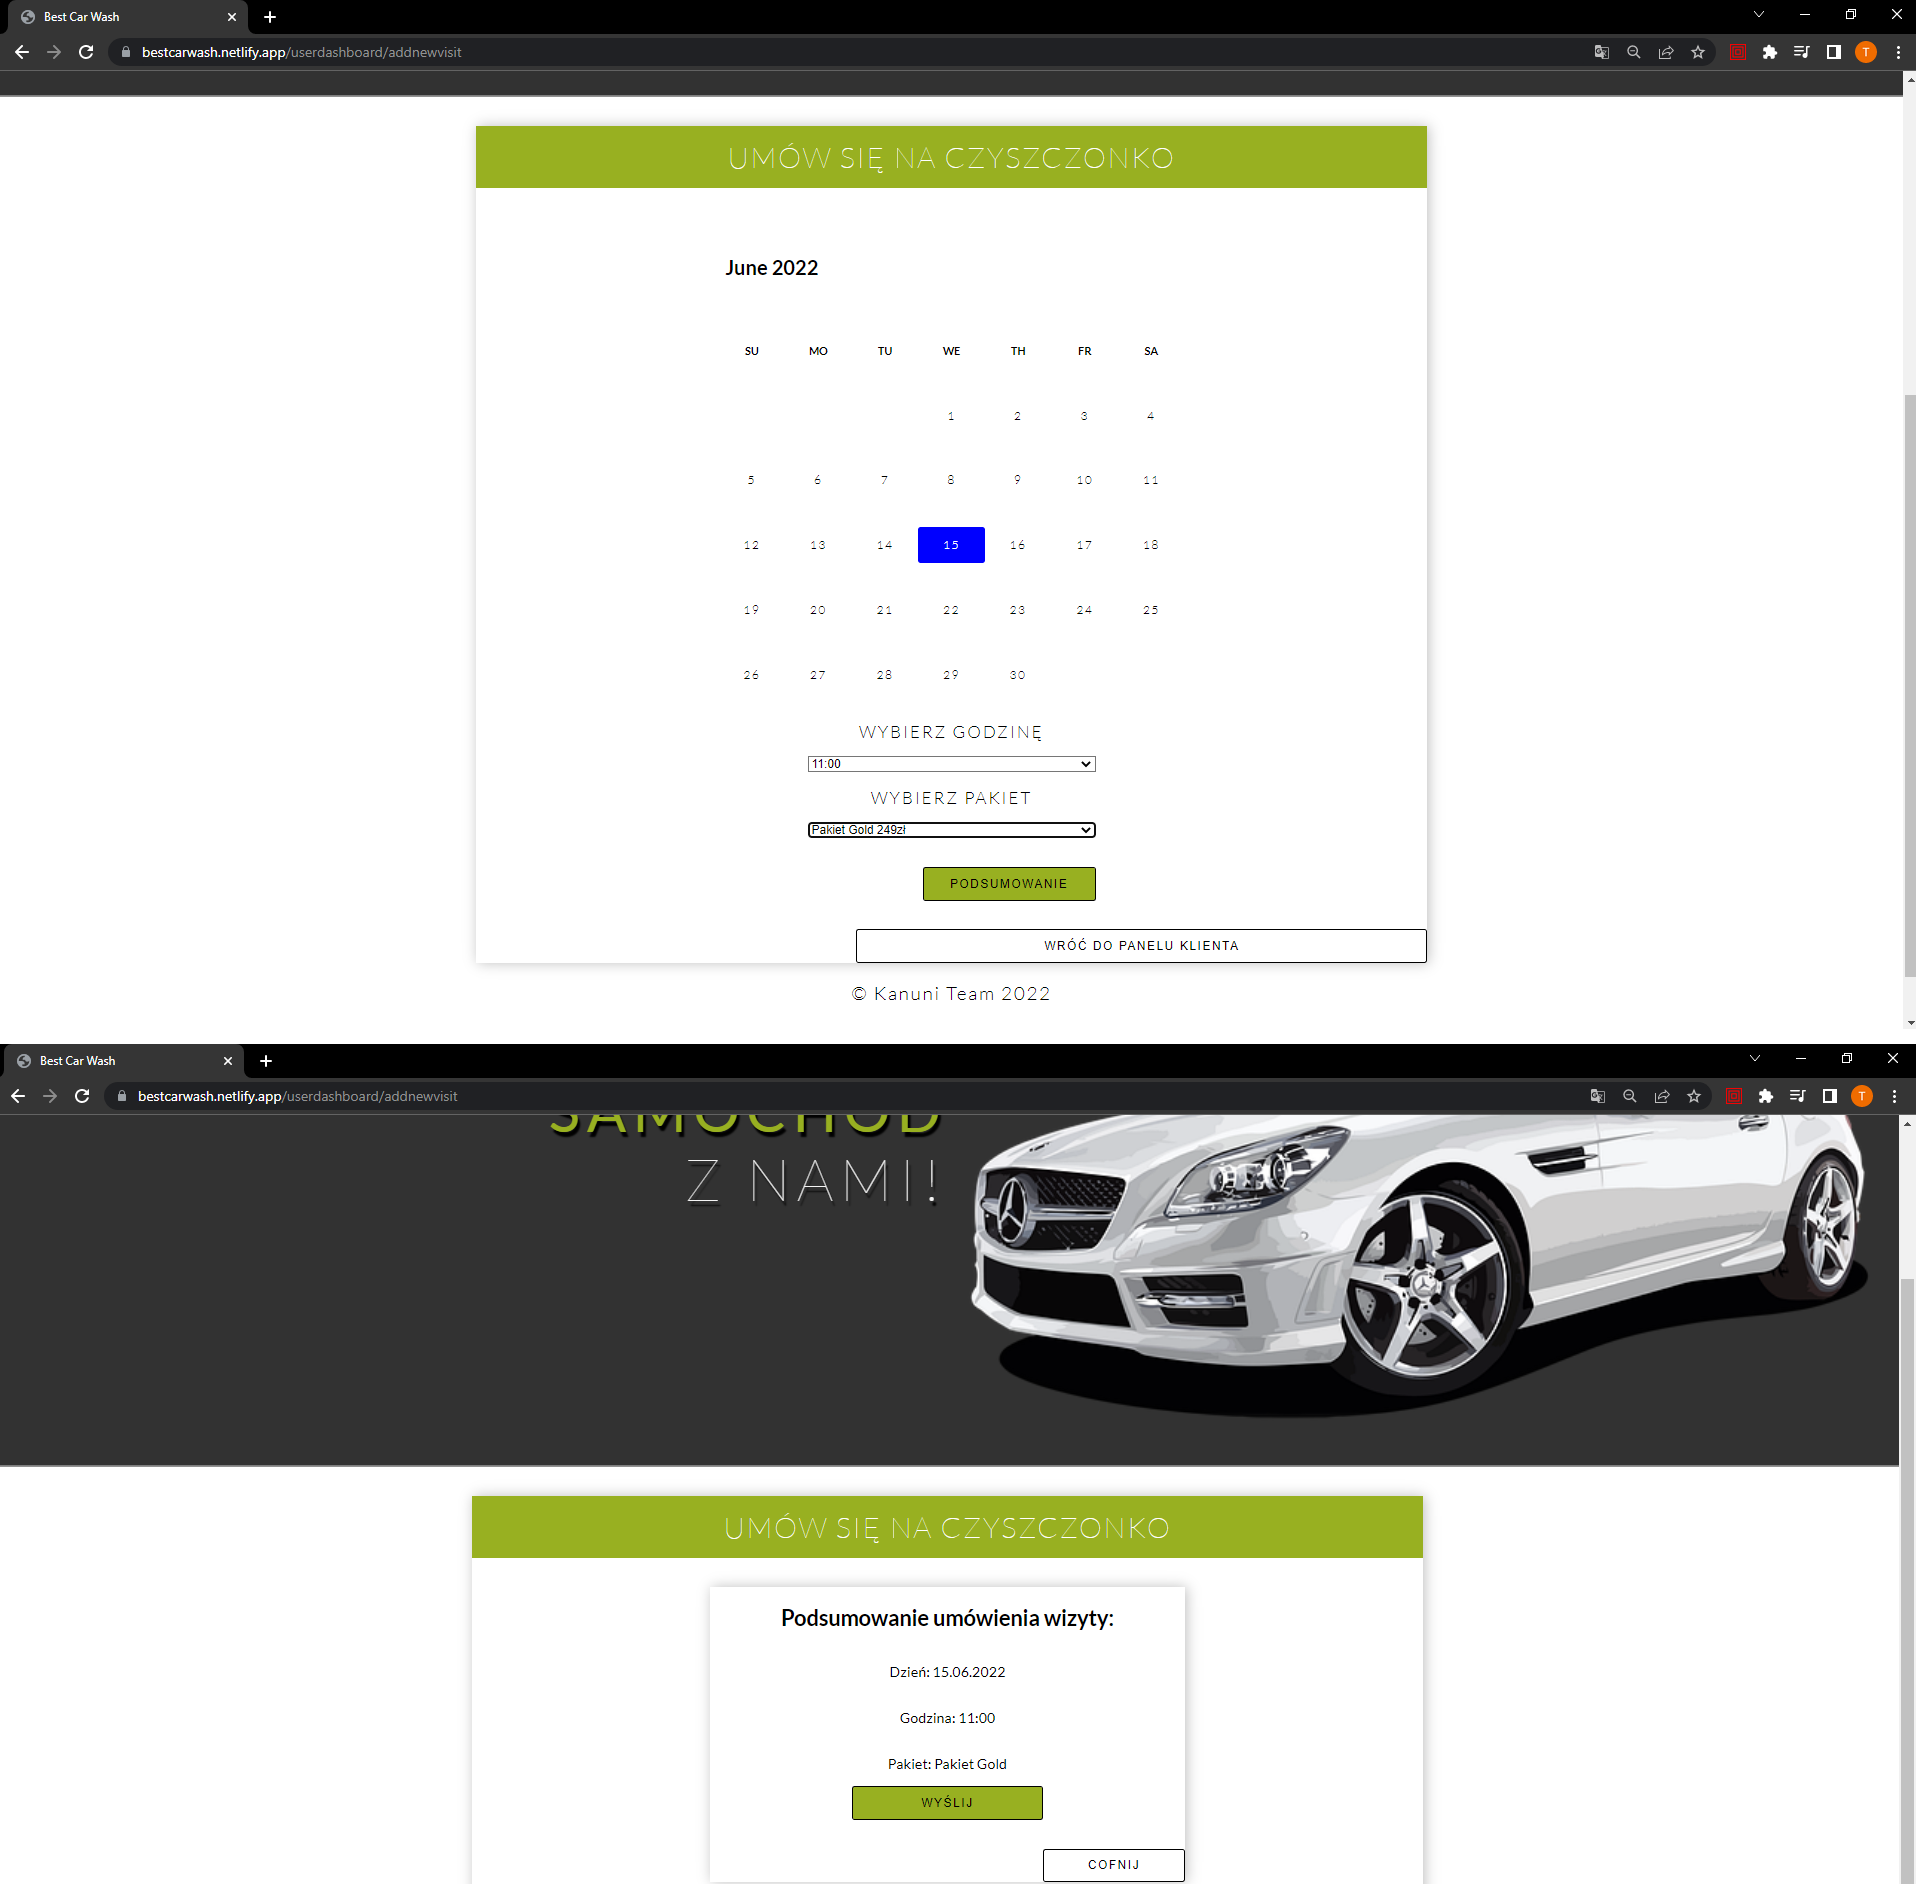 Best Car Wash
bestcarwash.netlify.app/userdashboard/addnewvisit
T
UMÓW SIĘ NA CZYSZCZONKO
June 2022
SU MO TU WE TH FR SA
1 2 3 4
5 6 7 8 9 10 11
12 13 14 15 16 17 18
19 20 21 22 23 24 25
26 27 28 29 30
WYBIERZ GODZINĘ
11:00
WYBIERZ PAKIET
Pakiet Gold 249zł
PODSUMOWANIE
WRÓĆ DO PANELU KLIENTA
© Kanuni Team 2022
Best Car Wash
bestcarwash.netlify.app/userdashboard/addnewvisit
T
SAMOCHÓD
Z NAMI!
UMÓW SIĘ NA CZYSZCZONKO
Podsumowanie umówienia wizyty:
Dzień: 15.06.2022
Godzina: 11:00
Pakiet: Pakiet Gold
WYŚLIJ
COFNIJ